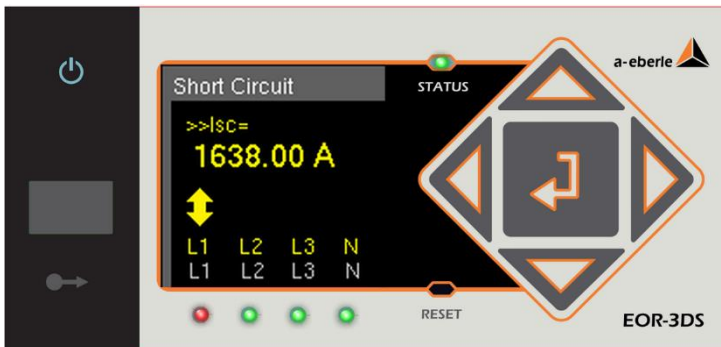 a-eberle
Short Circuit
STATUS
>>Isc=
1638.00 A
L1 L2 L3 N
L1 L2 L3 N
RESET
EOR-3DS